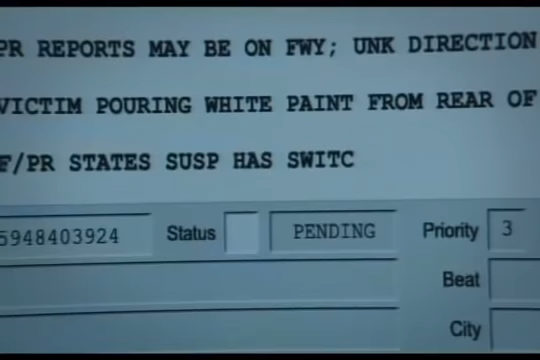 PR REPORTS MAY BE ON FWY; UNK DIRECTION
VICTIM POURING WHITE PAINT FROM REAR OF
F/PR STATES SUSP HAS SWITC
5948403924 Status PENDING Priority 3
Beat
City